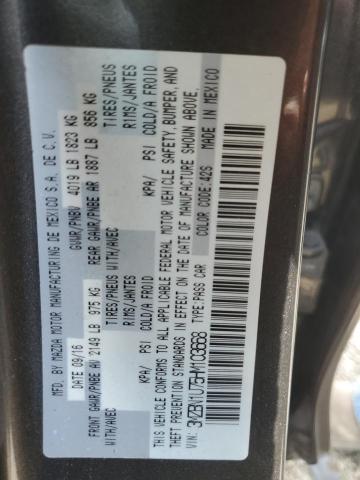 MFD. BY MAZDA MOTOR MANUFACTURING DE MEXICO S.A. DE C.V.
DATE 09/16 GVWR/PNBV 4019 LB 1823 KG
FRONT GAWR/PNBE AV 2149 LB 975 KG REAR GAWR/PNBE AR 1887 LB 856 KG
WITH/AVEC TIRES/PNEUS WITH/AVEC TIRES/PNEUS
RIMS/JANTES RIMS/JANTES
KPA/ PSI COLD/A FROID KPA/ PSI COLD/A FROID
THIS VEHICLE CONFORMS TO ALL APPLICABLE FEDERAL MOTOR VEHICLE SAFETY, BUMPER, AND
THEFT PREVENTION STANDARDS IN EFFECT ON THE DATE OF MANUFACTURE SHOWN ABOVE.
VIN: 3MZBN1U75HM103668 TYPE:PASS CAR COLOR CODE:42S MADE IN MEXICO